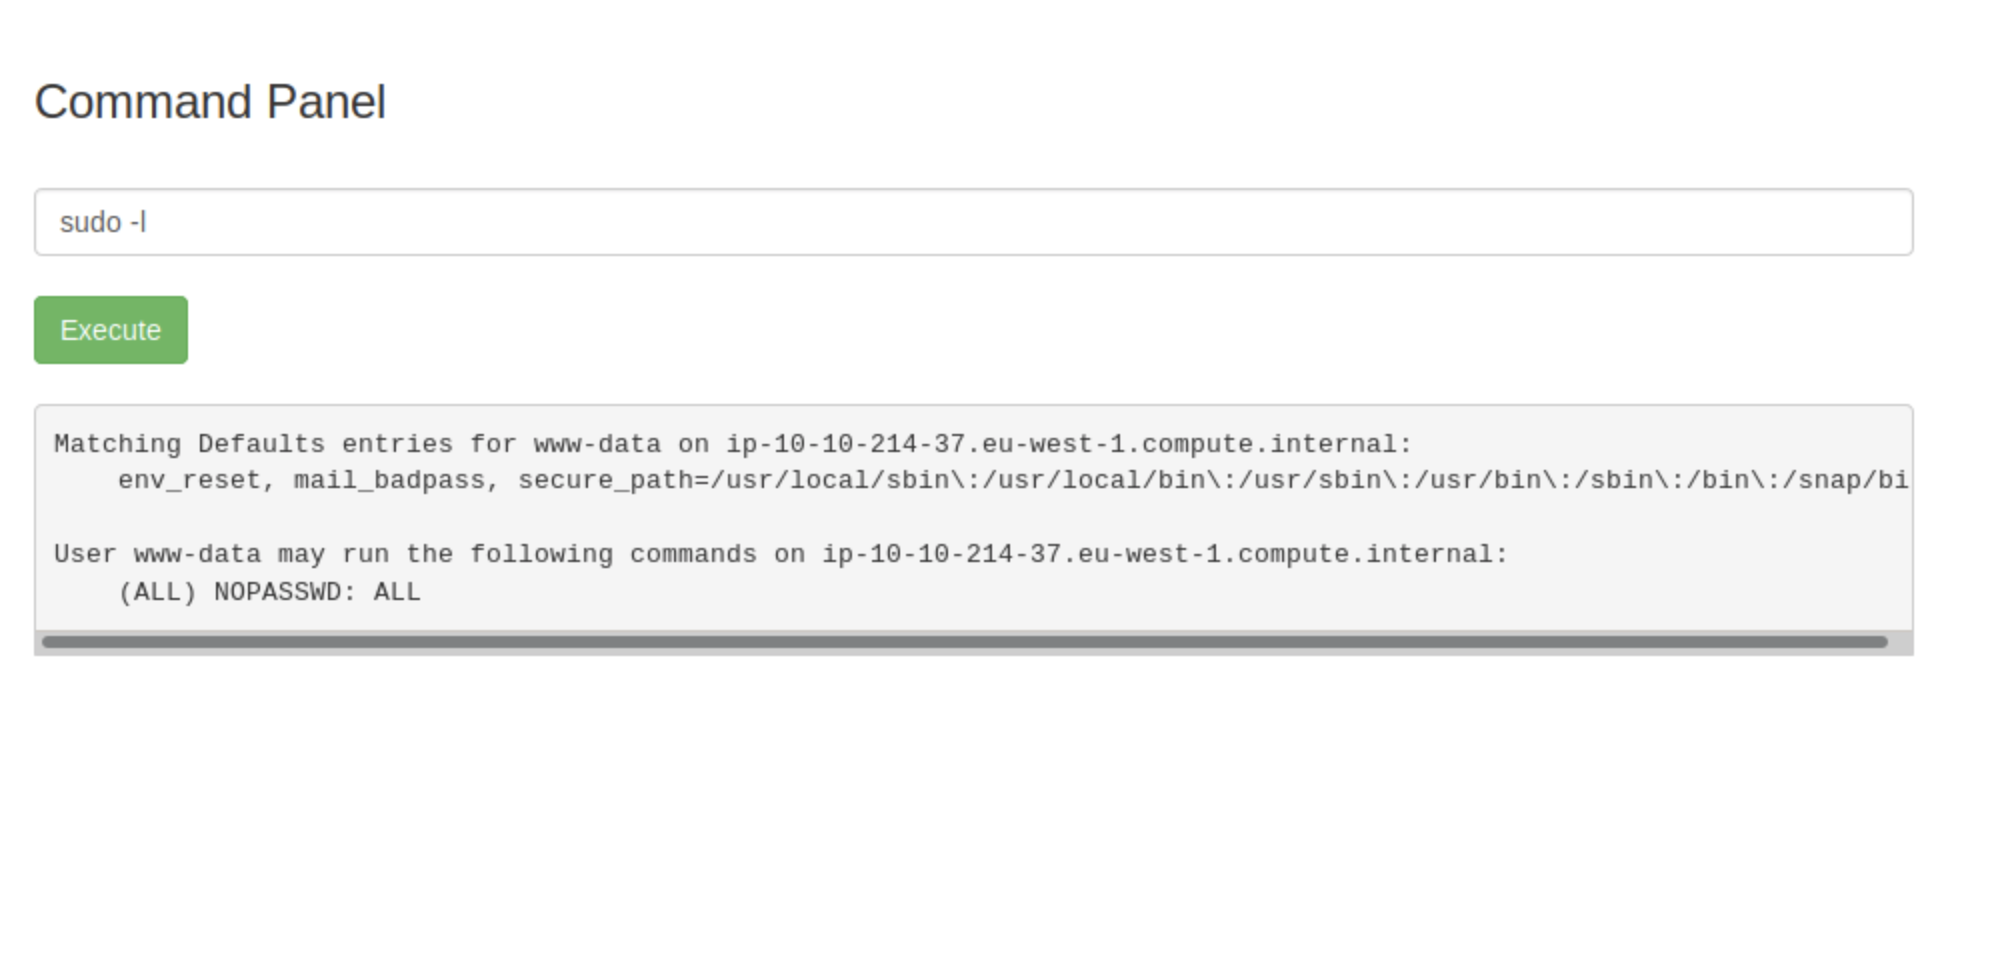 Command Panel
sudo -l
Execute
Matching Defaults entries for www-data on ip-10-10-214-37.eu-west-1.compute.internal:
    env_reset, mail_badpass, secure_path=/usr/local/sbin\:/usr/local/bin\:/usr/sbin\:/usr/bin\:/sbin\:/bin\:/snap/bi
User www-data may run the following commands on ip-10-10-214-37.eu-west-1.compute.internal:
    (ALL) NOPASSWD: ALL